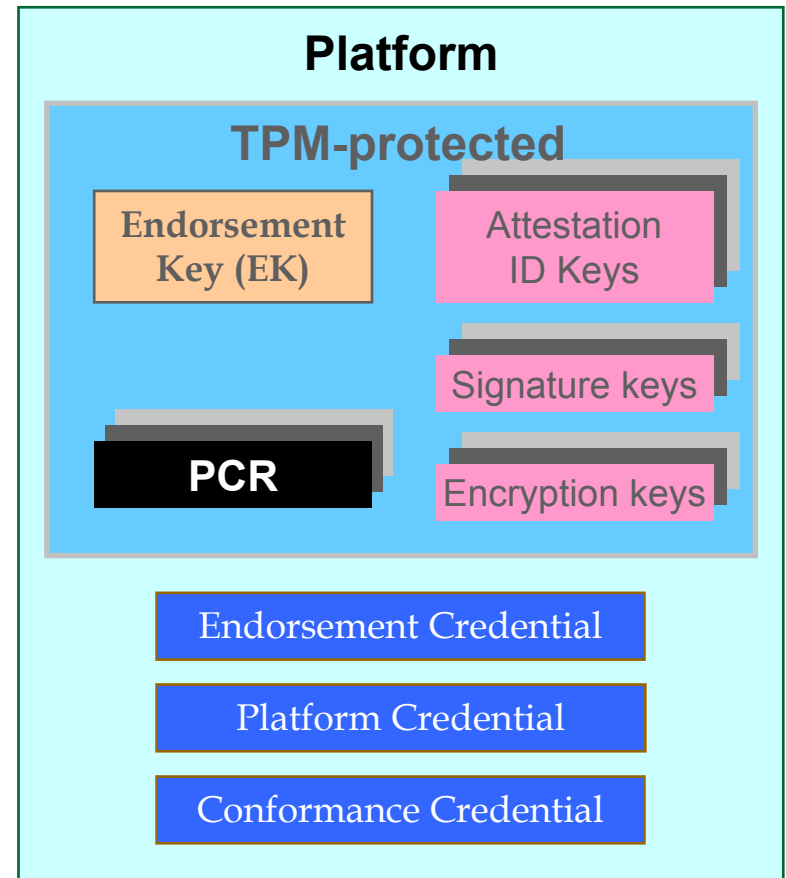 Platform
TPM-protected
Endorsement
Key (EK)
Attestation
ID Keys
Signature keys
PCR
Encryption keys
Endorsement Credential
Platform Credential
Conformance Credential